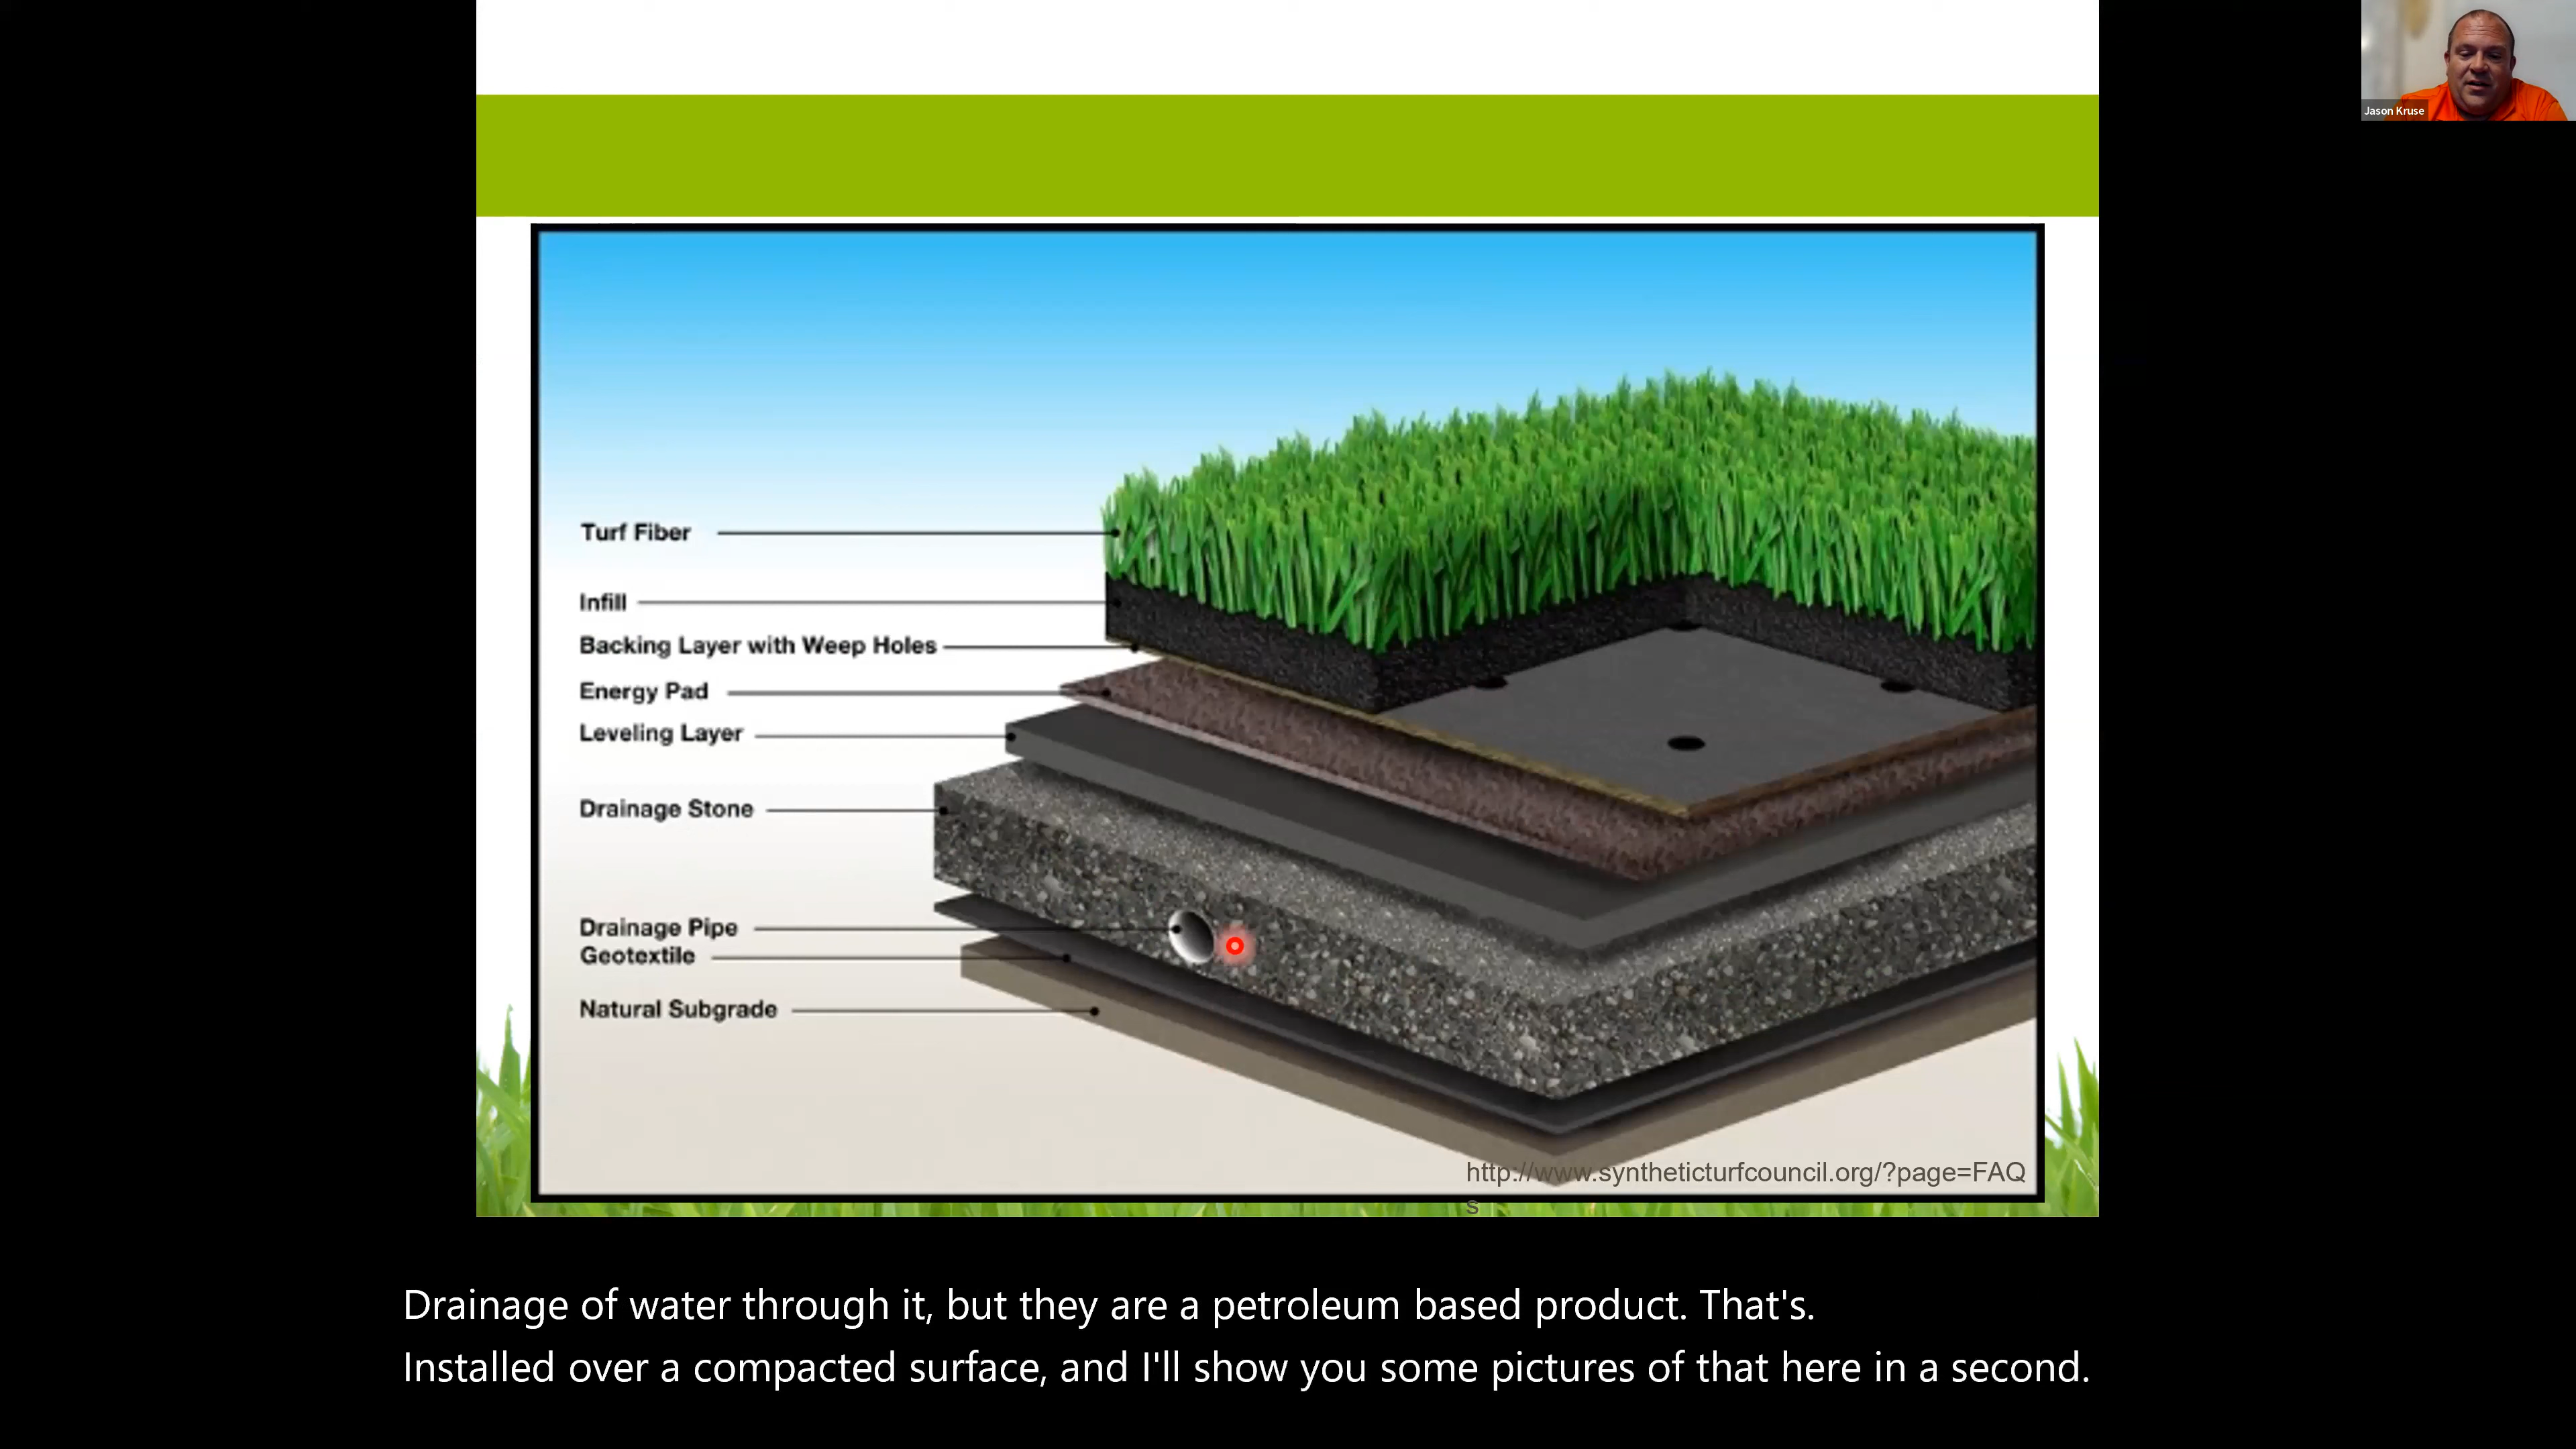 Jason Kruse
Turf Fiber
Infill
Backing Layer with Weep Holes
Energy Pad
Leveling Layer
Drainage Stone
Drainage Pipe
Geotextile
Natural Subgrade
http://www.syntheticturfcouncil.org/?page=FAQ
s
Drainage of water through it, but they are a petroleum based product. That's.
Installed over a compacted surface, and I'll show you some pictures of that here in a second.